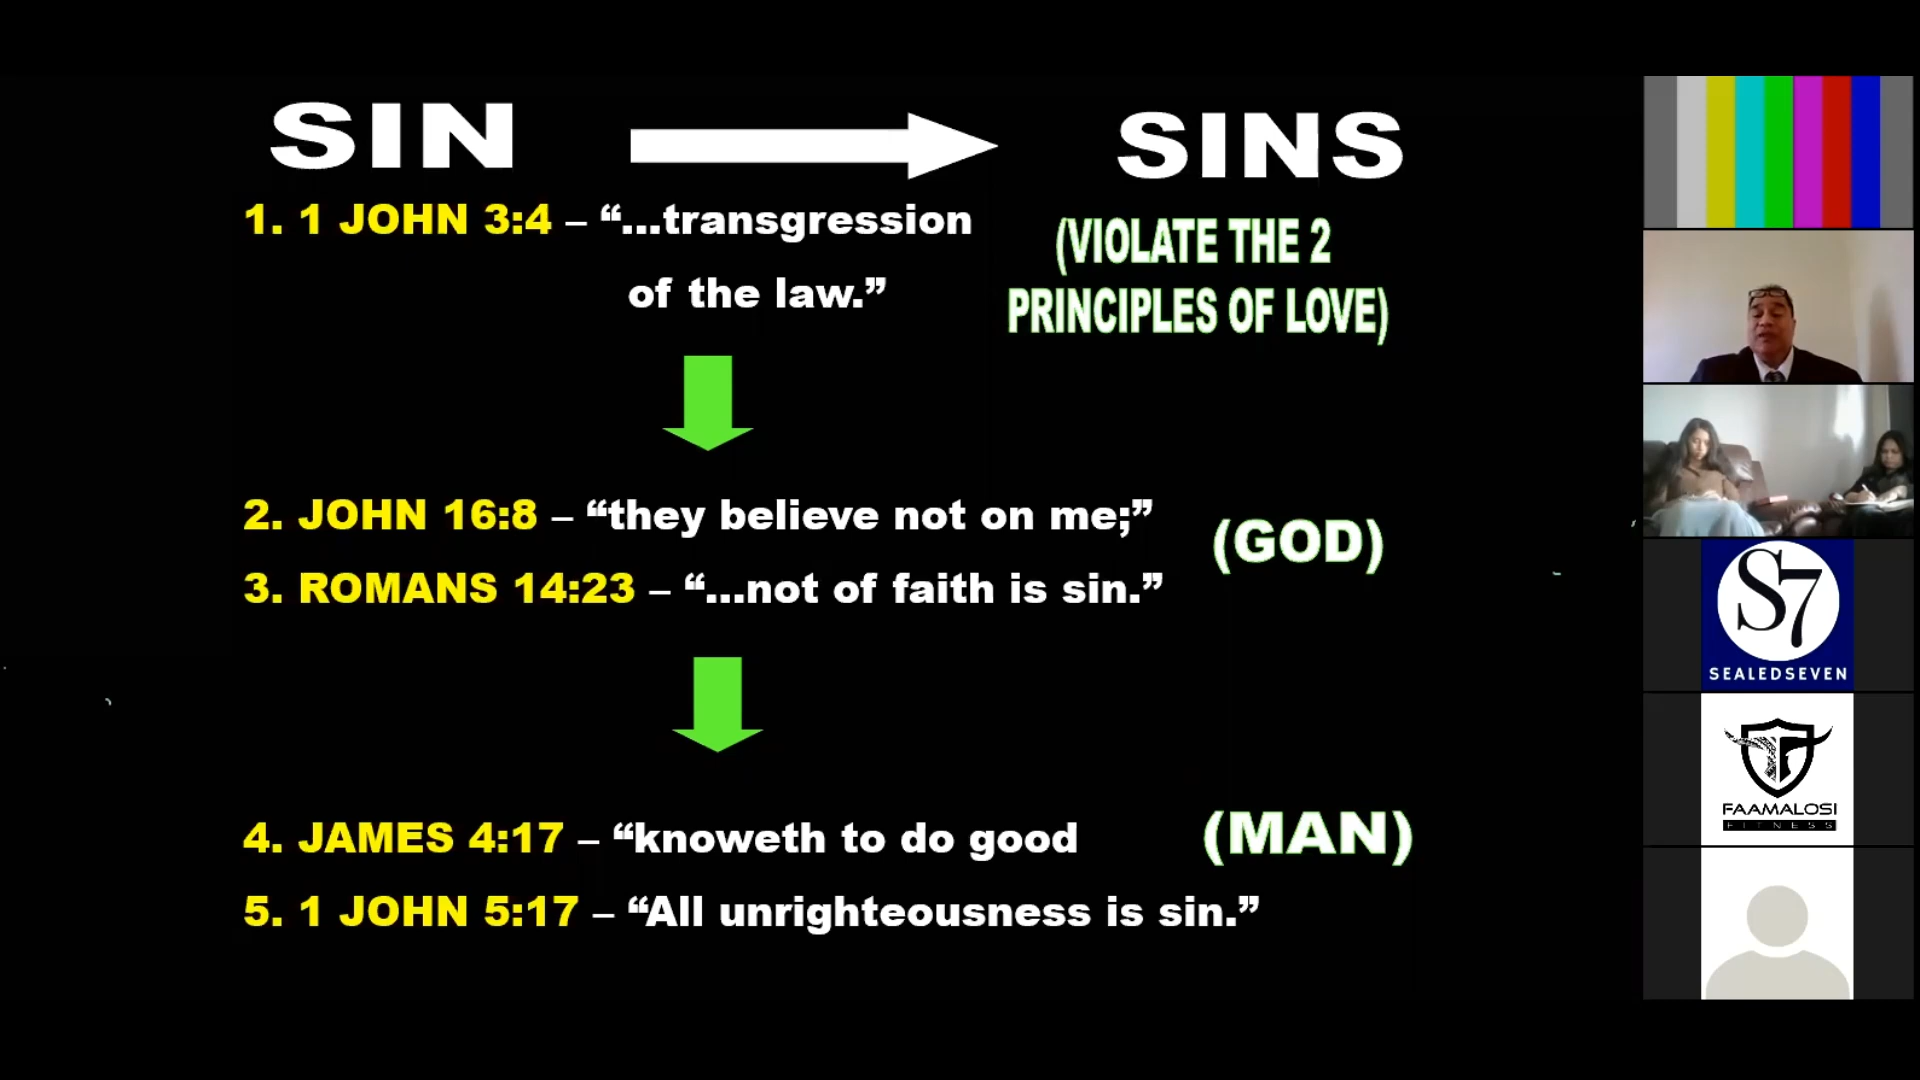 SIN
SINS
1. 1 JOHN 3:4 – “...transgression
of the law.”
(VIOLATE THE 2
PRINCIPLES OF LOVE)
2. JOHN 16:8 – “they believe not on me;”
3. ROMANS 14:23 – “...not of faith is sin.”
(GOD)
4. JAMES 4:17 – “knoweth to do good
(MAN)
5. 1 JOHN 5:17 – “All unrighteousness is sin.”
S7
SEALEDSEVEN
FAAMALOSI
FITNESS